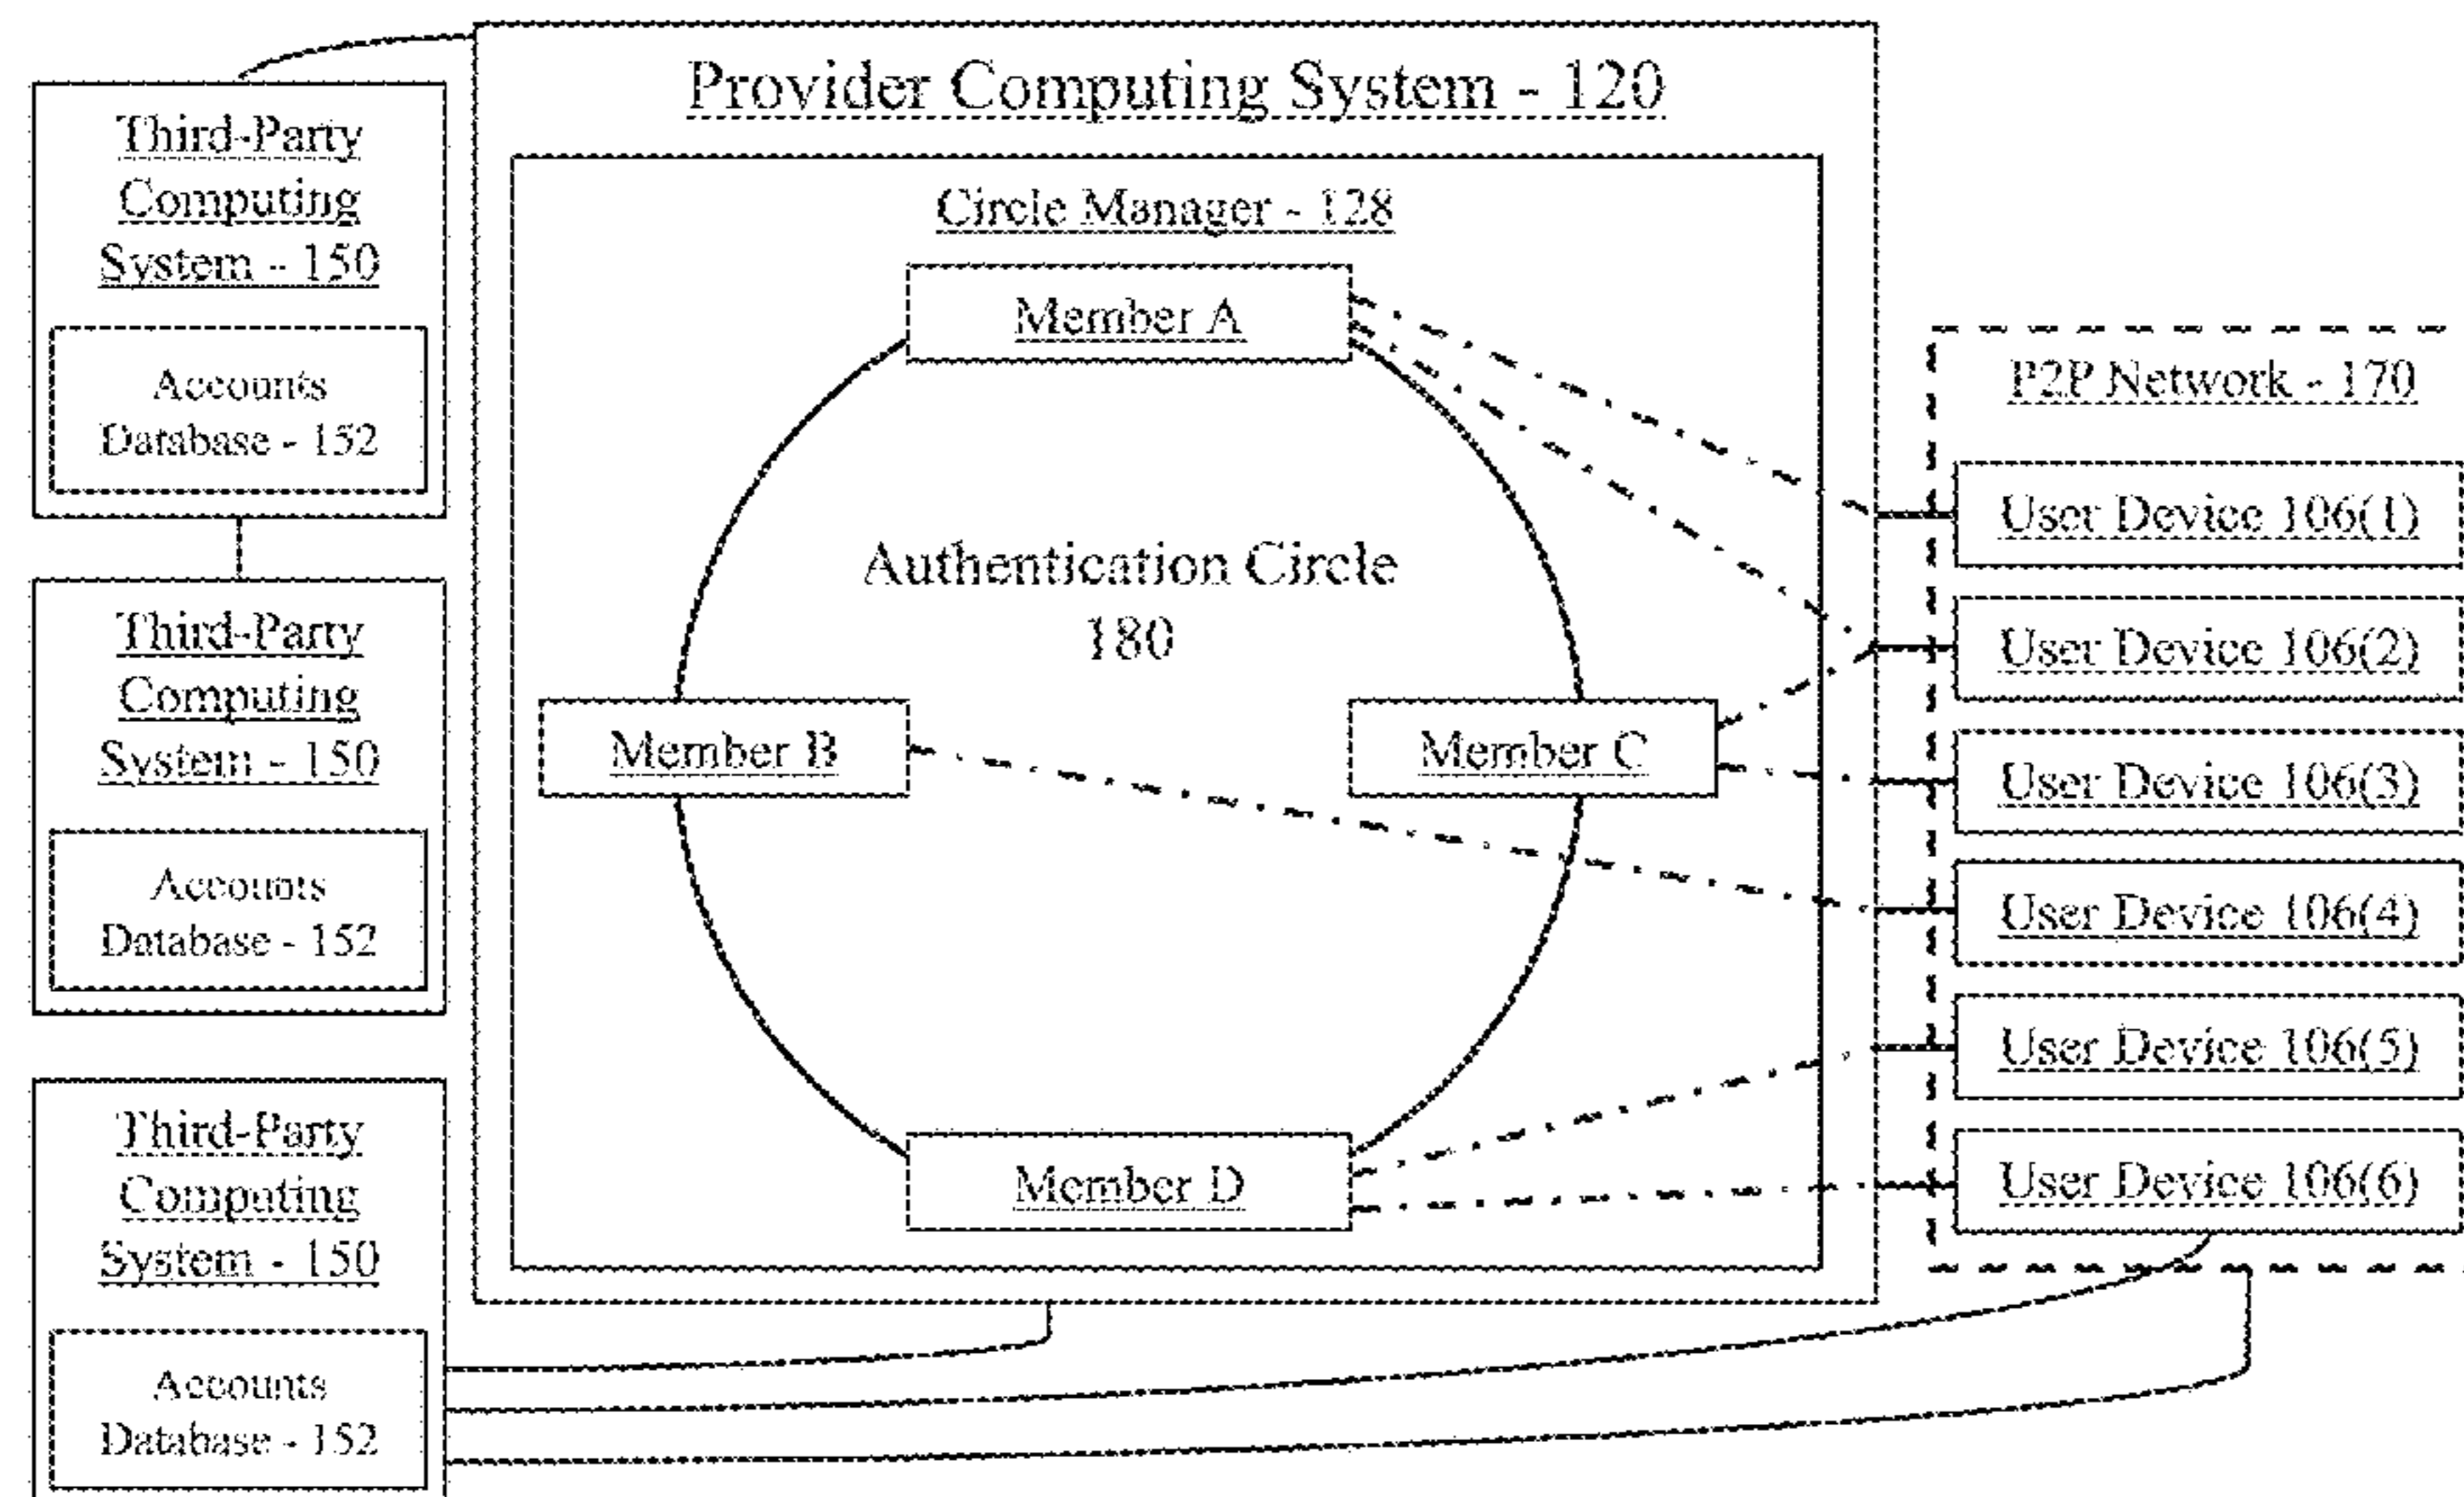 Provider Computing System - 120
Third-Party
Computing
System - 150
Accounts
Database - 152
Third-Party
Computing
System - 150
Accounts
Database - 152
Third-Party
Computing
System - 150
Accounts
Database - 152
Circle Manager - 128
Member A
Authentication Circle
180
Member B
Member C
Member D
P2P Network - 170
User Device 106(1)
User Device 106(2)
User Device 106(3)
User Device 106(4)
User Device 106(5)
User Device 106(6)